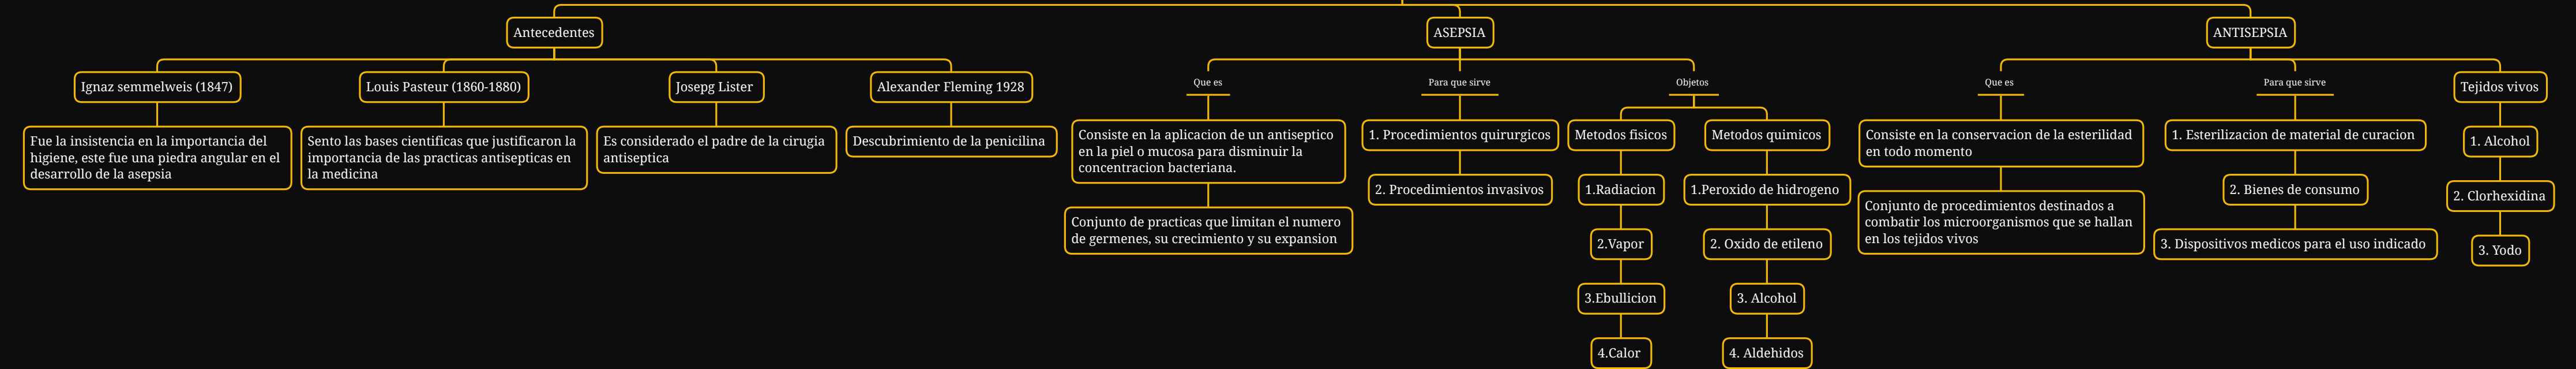 Antecedentes
Ignaz semmelweis (1847)
Fue la insistencia en la importancia del
higiene, este fue una piedra angular en el
desarrollo de la asepsia
Louis Pasteur (1860-1880)
Sento las bases cientificas que justificaron la
importancia de las practicas antisepticas en
la medicina
Josepg Lister
Es considerado el padre de la cirugia
antiseptica
Alexander Fleming 1928
Descubrimiento de la penicilina
ASEPSIA
Que es
Consiste en la aplicacion de un antiseptico
en la piel o mucosa para disminuir la
concentracion bacteriana.
Conjunto de practicas que limitan el numero
de germenes, su crecimiento y su expansion
Para que sirve
1. Procedimientos quirurgicos
2. Procedimientos invasivos
Objetos
Metodos fisicos
1.Radiacion
2.Vapor
3.Ebullicion
4.Calor
Metodos quimicos
1.Peroxido de hidrogeno
2. Oxido de etileno
3. Alcohol
4. Aldehidos
ANTISEPSIA
Que es
Consiste en la conservacion de la esterilidad
en todo momento
Conjunto de procedimientos destinados a
combatir los microorganismos que se hallan
en los tejidos vivos
Para que sirve
1. Esterilizacion de material de curacion
2. Bienes de consumo
3. Dispositivos medicos para el uso indicado
Tejidos vivos
1. Alcohol
2. Clorhexidina
3. Yodo